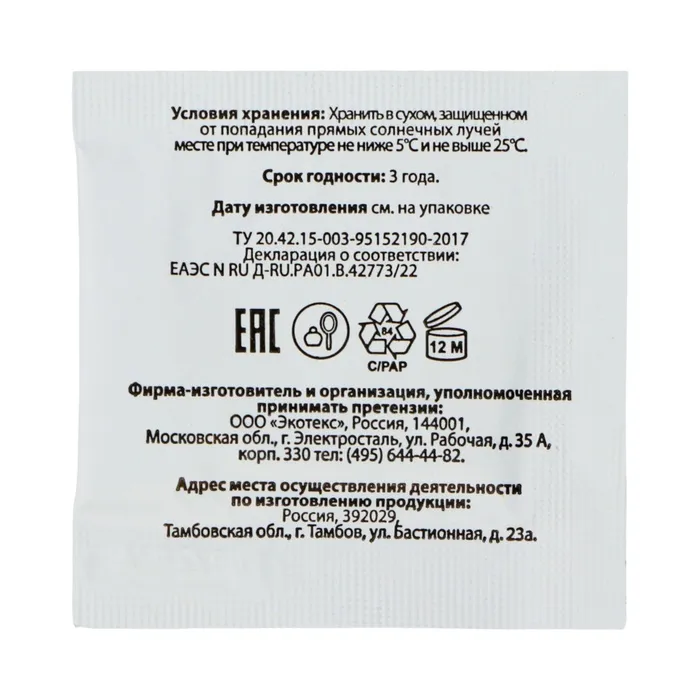 Условия хранения: Хранить в сухом, защищенном
от попадания прямых солнечных лучей
месте при температуре не ниже 5°С и не выше 25°С.
Срок годности: 3 года.
Дату изготовления см. на упаковке
ТУ 20.42.15-003-95152190-2017
Декларация о соответствии:
ЕАЭС N RU Д-RU.РА01.В.42773/22
ЕАС
84
C/PAP
12 M
Фирма-изготовитель и организация, уполномоченная
принимать претензии:
ООО «Экотекс», Россия, 144001,
Московская обл., г. Электросталь, ул. Рабочая, д. 35 А,
корп. 330 тел: (495) 644-44-82.
Адрес места осуществления деятельности
по изготовлению продукции:
Россия, 392029,
Тамбовская обл., г. Тамбов, ул. Бастионная, д. 23а.